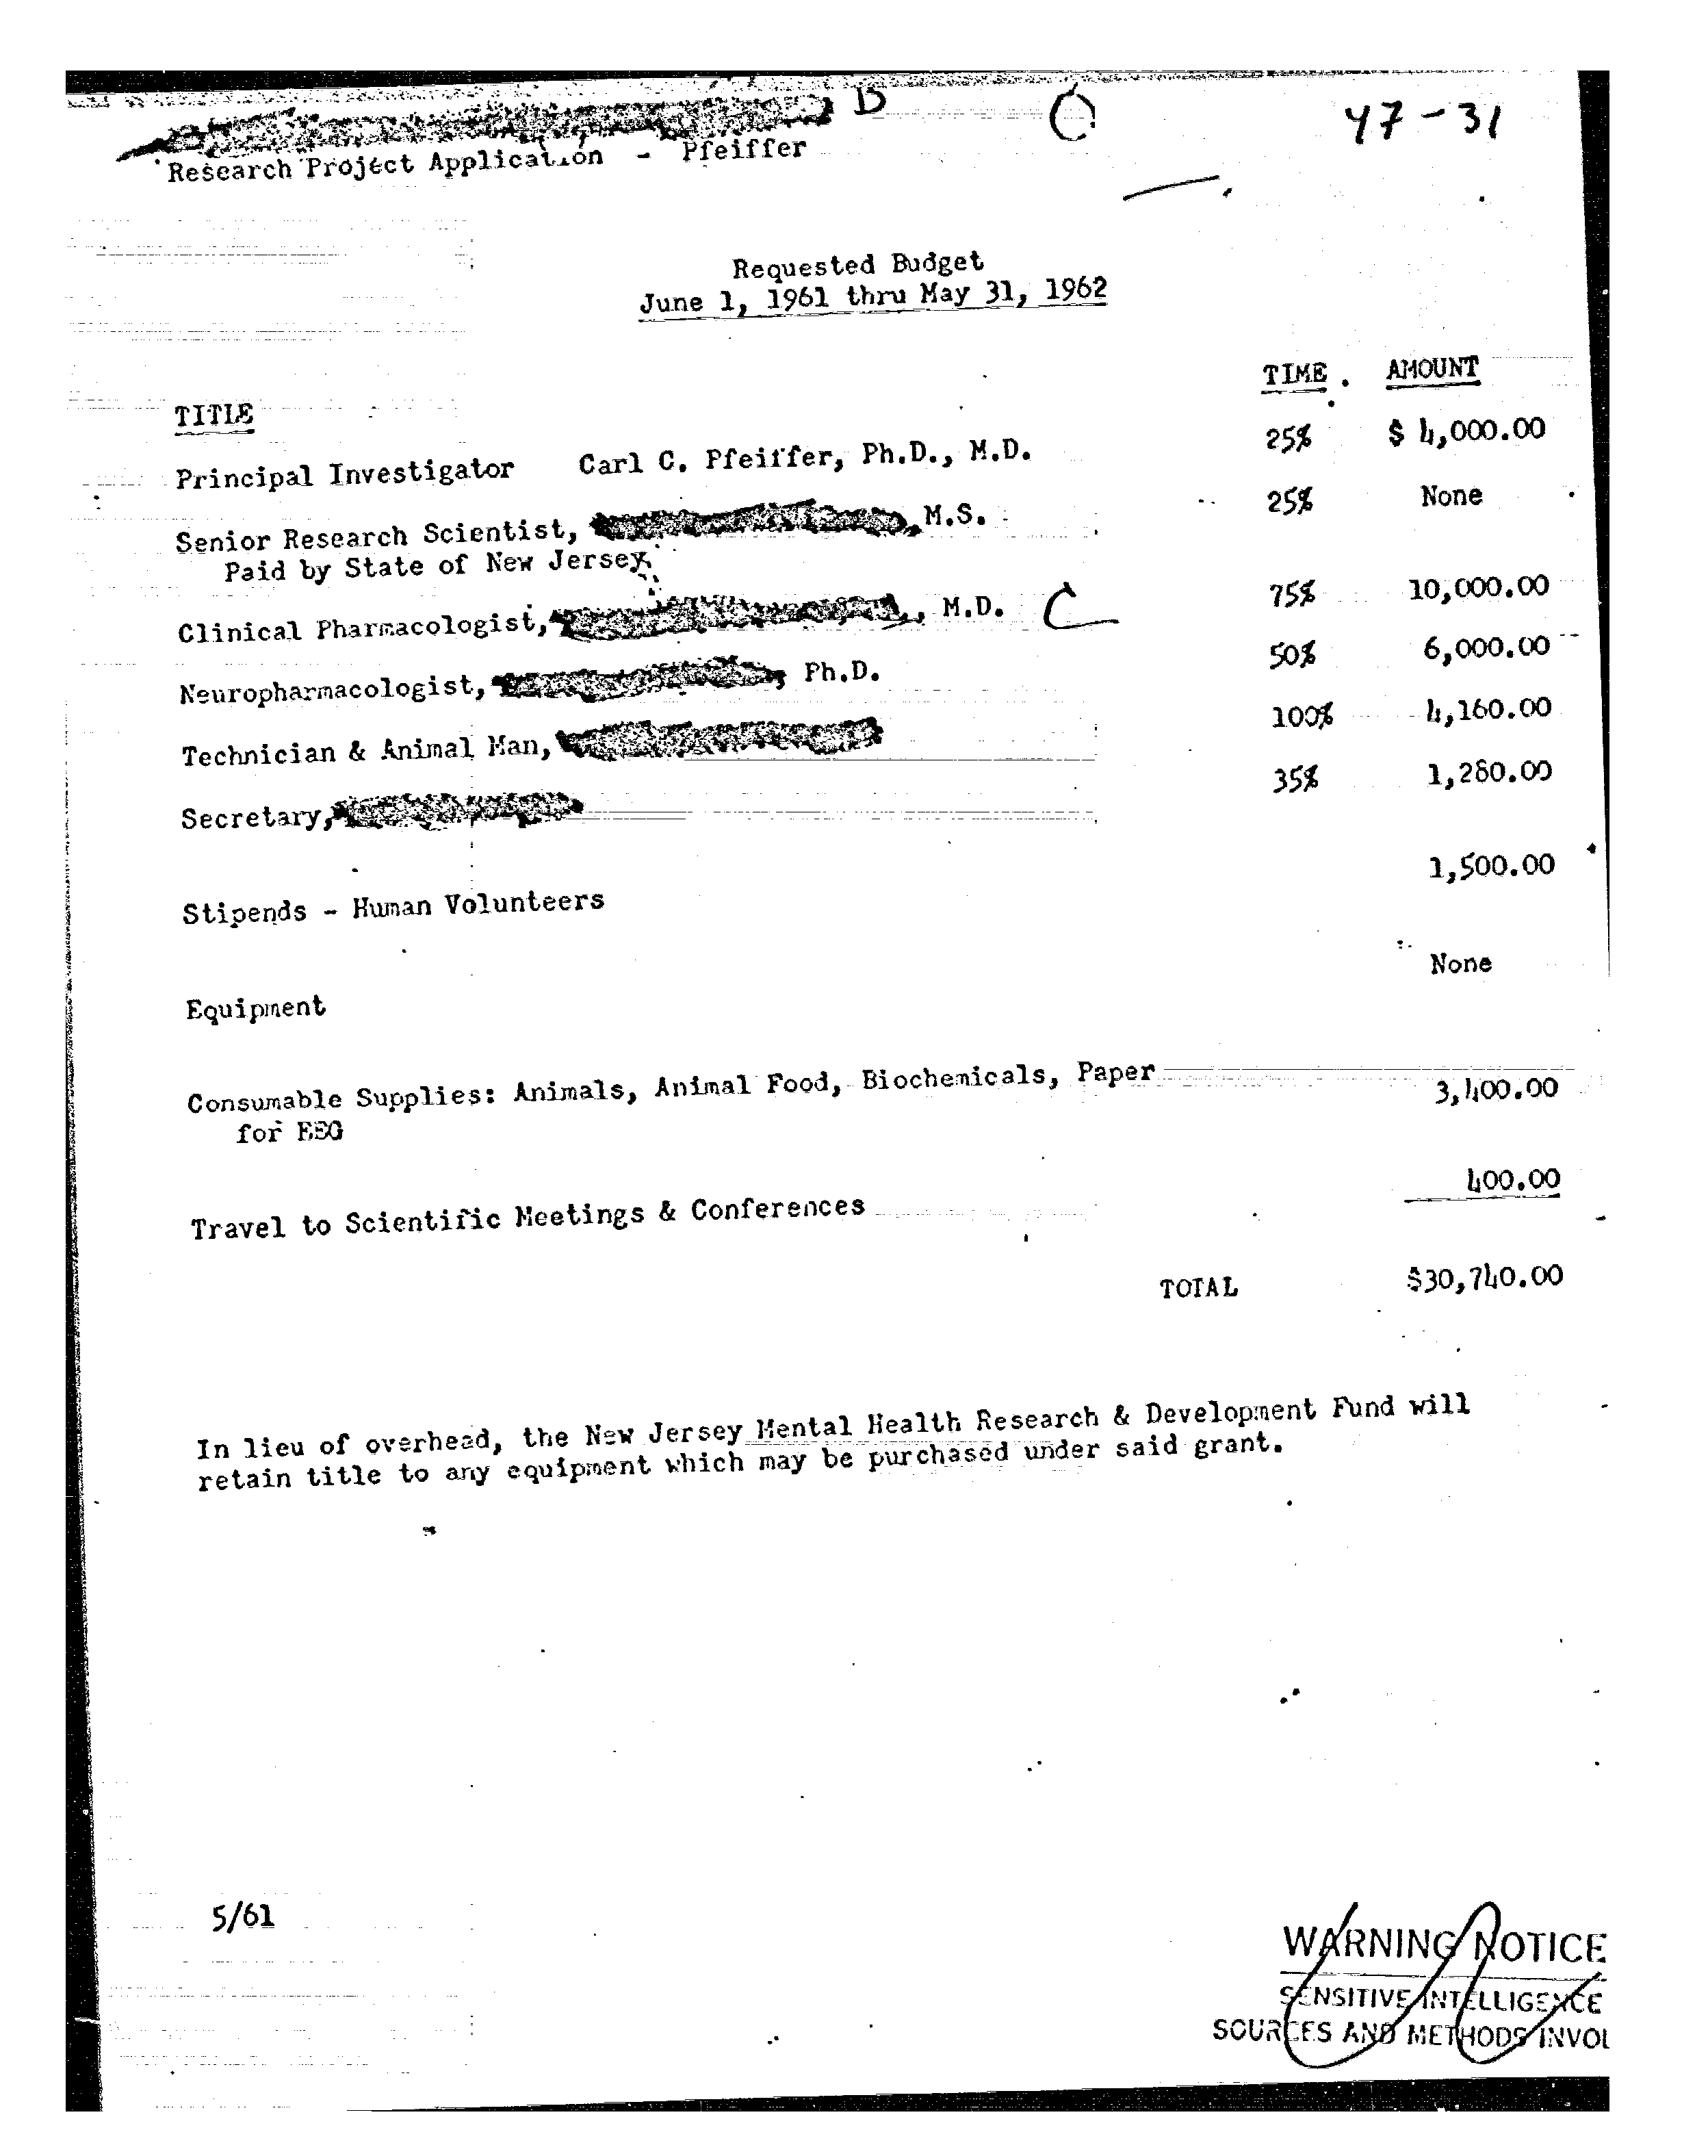 D C 47-31
Research Project Application - Pfeiffer
Requested Budget
June 1, 1961 thru May 31, 1962
TITLE TIME AMOUNT
Principal Investigator Carl C. Pfeiffer, Ph.D., M.D. 25% $ 4,000.00
Senior Research Scientist, M.S. 25% None
Paid by State of New Jersey
Clinical Pharmacologist, M.D. C 75% 10,000.00
Neuropharmacologist, Ph.D. 50% 6,000.00
Technician & Animal Man, 100% 4,160.00
Secretary, 35% 1,280.00
Stipends - Human Volunteers 1,500.00
Equipment None
Consumable Supplies: Animals, Animal Food, Biochemicals, Paper 3,400.00
for EEG
Travel to Scientific Meetings & Conferences 400.00
TOTAL $30,740.00
In lieu of overhead, the New Jersey Mental Health Research & Development Fund will
retain title to any equipment which may be purchased under said grant.
5/61
WARNING NOTICE
SENSITIVE INTELLIGENCE
SOURCES AND METHODS INVOL